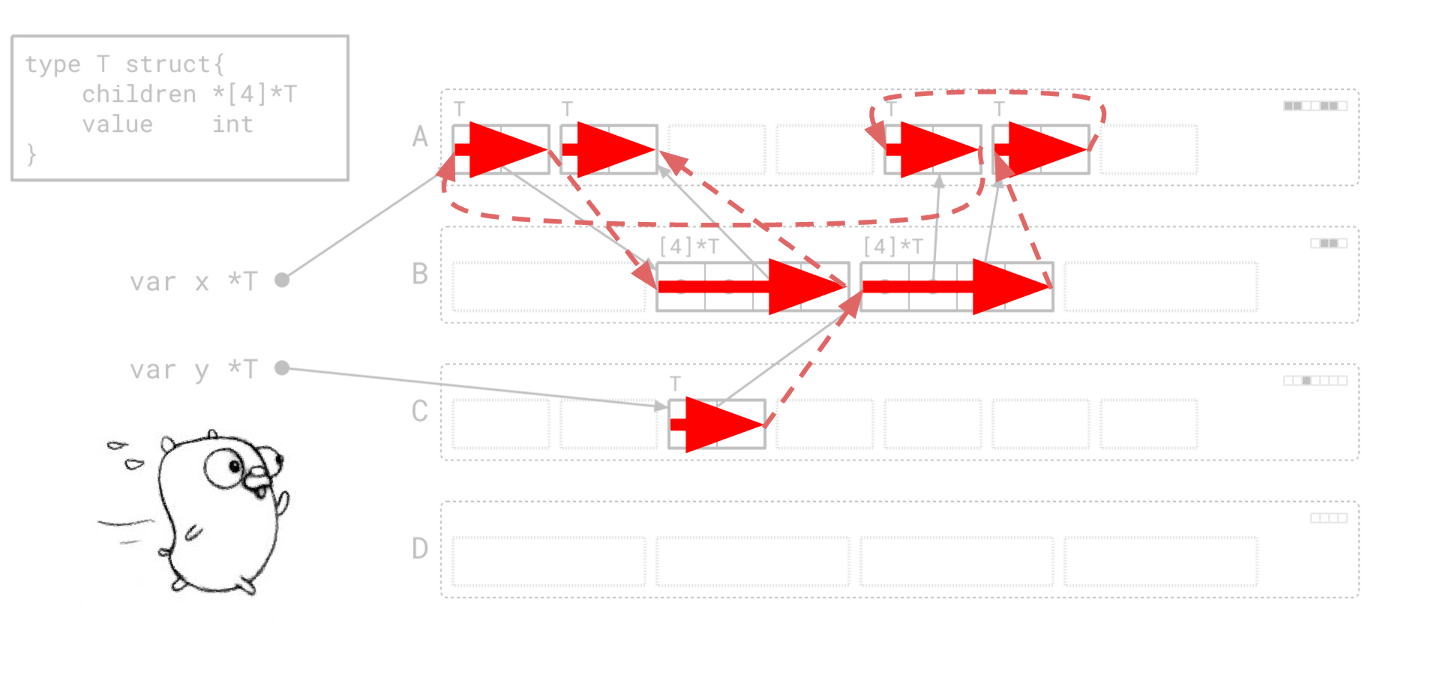 type T struct{
    children *[4]*T
    value    int
}
T
T
T
T
A
[4]*T
[4]*T
B
var x *T
var y *T
T
C
D